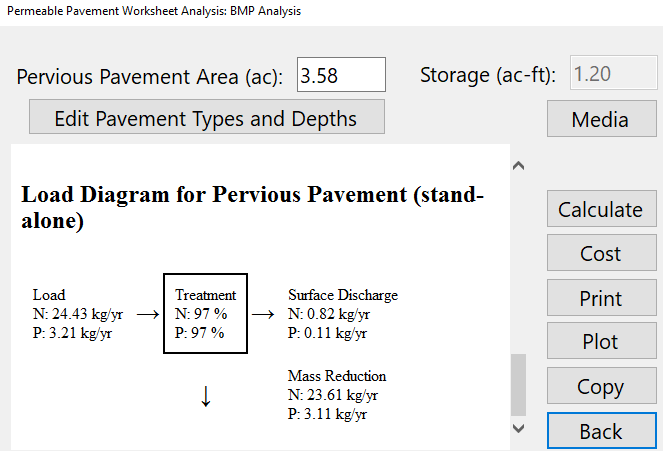 Permeable Pavement Worksheet Analysis: BMP Analysis
Pervious Pavement Area (ac): 3.58 Storage (ac-ft): 1.20
Edit Pavement Types and Depths
Media
Load Diagram for Pervious Pavement (stand-
alone)
Load
N: 24.43 kg/yr
P: 3.21 kg/yr
→
Treatment
N: 97 %
P: 97 %
→
Surface Discharge
N: 0.82 kg/yr
P: 0.11 kg/yr
↓
Mass Reduction
N: 23.61 kg/yr
P: 3.11 kg/yr
Calculate
Cost
Print
Plot
Copy
Back